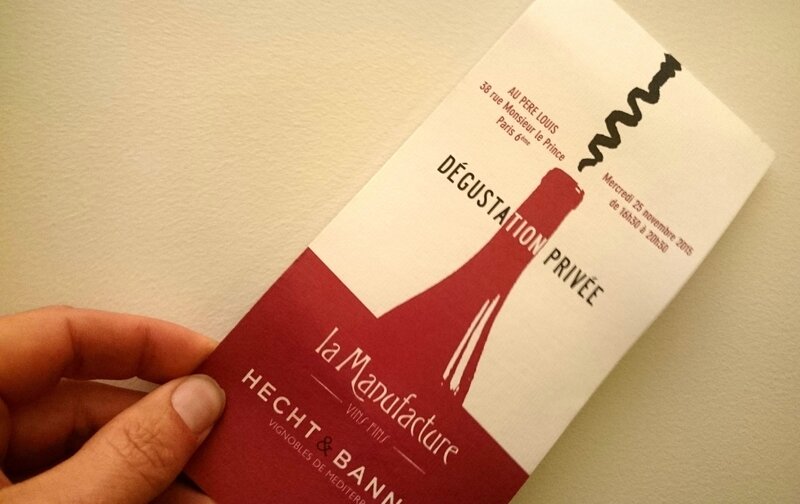 AU PERE LOUIS
38 rue Monsieur le Prince
Paris 6ème
Mercredi 25 novembre 2015
de 16h30 à 20h30
DÉGUSTATION PRIVÉE
la Manufacture
VINS FINS
HECHT & BANN
VIGNOBLES DE MEDITER